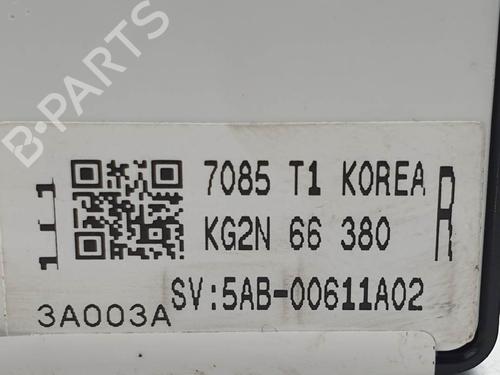 B-PARTS
7085 T1 KOREA
KG2N 66 380
R
SV:5AB-00611A02
3A003A